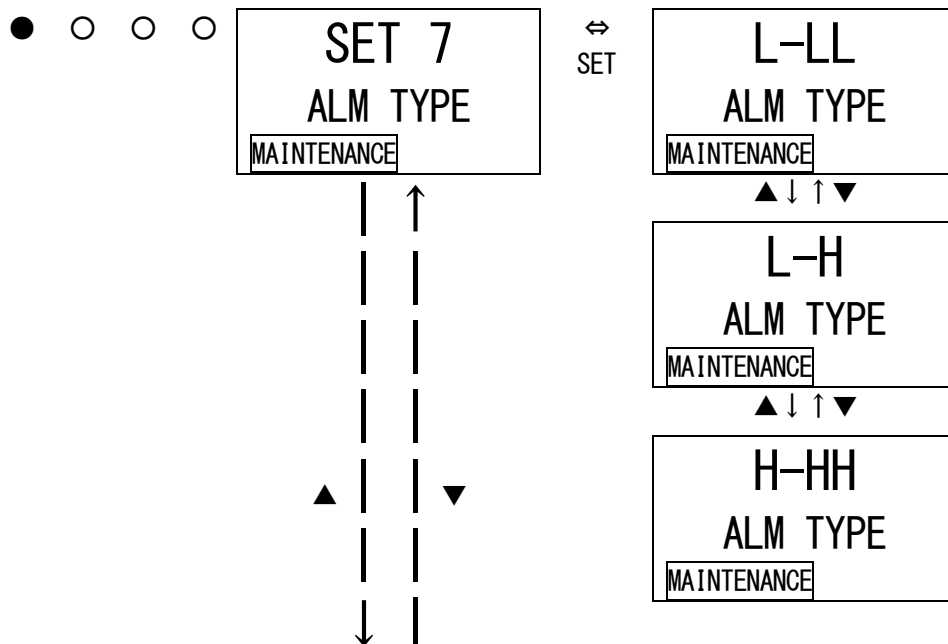 ● ○ ○ ○
SET 7
ALM TYPE
MAINTENANCE
⇔
SET
L-LL
ALM TYPE
MAINTENANCE
▲↓↑▼
L-H
ALM TYPE
MAINTENANCE
▲↓↑▼
H-HH
ALM TYPE
MAINTENANCE
▲ ▼